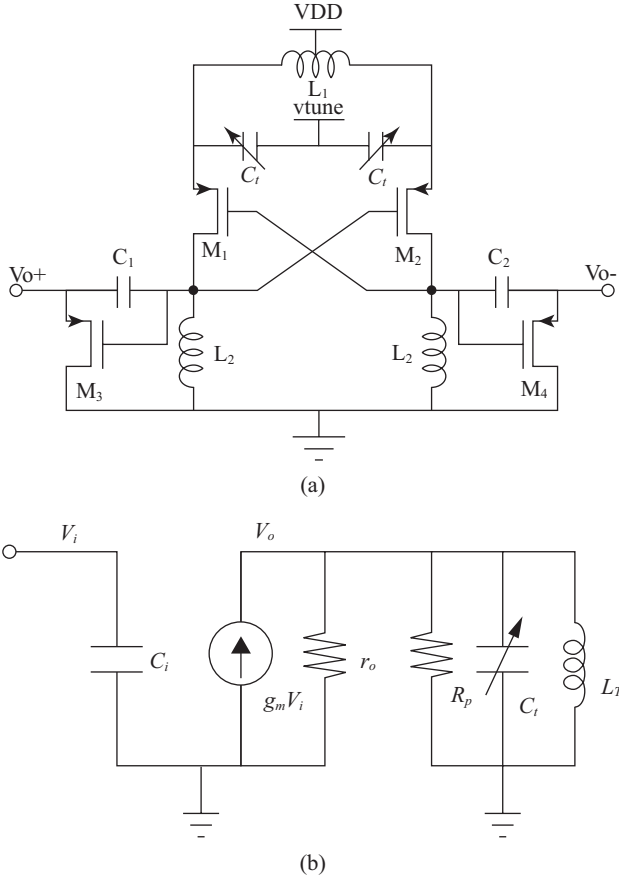 VDD
L₁
vtune
Cₜ Cₜ
M₁ M₂
C₁ C₂
Vo+ Vo-
L₂ L₂
M₃ M₄
(a)
Vᵢ Vₒ
Cᵢ rₒ
gₘVᵢ Rₚ Cₜ L_T
(b)